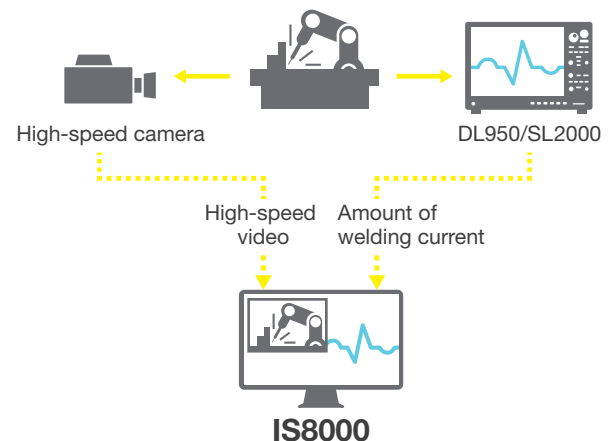 High-speed camera
DL950/SL2000
High-speed
video
Amount of
welding current
IS8000